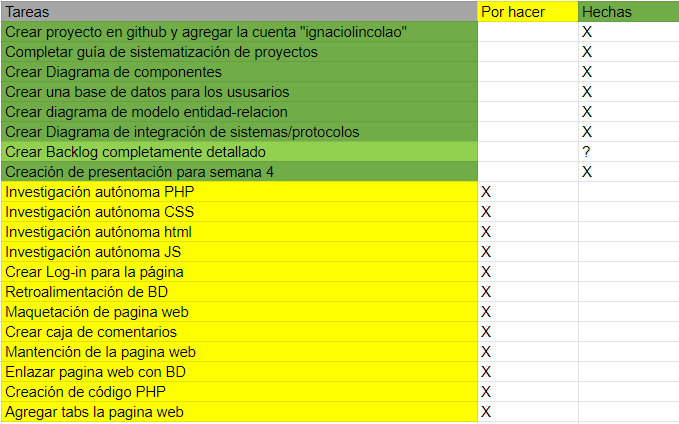 Tareas Por hacer Hechas
Crear proyecto en github y agregar la cuenta "ignaciolincolao" X
Completar guía de sistematización de proyectos X
Crear Diagrama de componentes X
Crear una base de datos para los ususarios X
Crear diagrama de modelo entidad-relacion X
Crear Diagrama de integración de sistemas/protocolos X
Crear Backlog completamente detallado ?
Creación de presentación para semana 4 X
Investigación autónoma PHP X
Investigación autónoma CSS X
Investigación autónoma html X
Investigación autónoma JS X
Crear Log-in para la página X
Retroalimentación de BD X
Maquetación de pagina web X
Crear caja de comentarios X
Mantención de la pagina web X
Enlazar pagina web con BD X
Creación de código PHP X
Agregar tabs la pagina web X